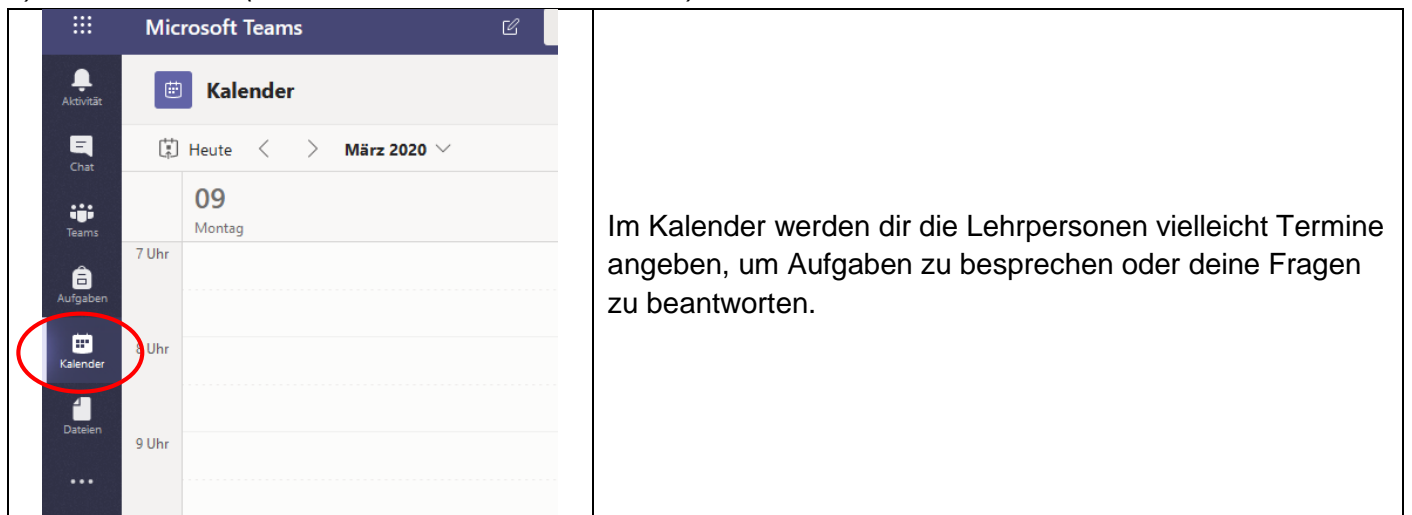 Microsoft Teams
Aktivität
Chat
Teams
Aufgaben
Kalender
Dateien
Kalender
Heute
März 2020
09
Montag
7 Uhr
8 Uhr
9 Uhr
Im Kalender werden dir die Lehrpersonen vielleicht Termine
angeben, um Aufgaben zu besprechen oder deine Fragen
zu beantworten.